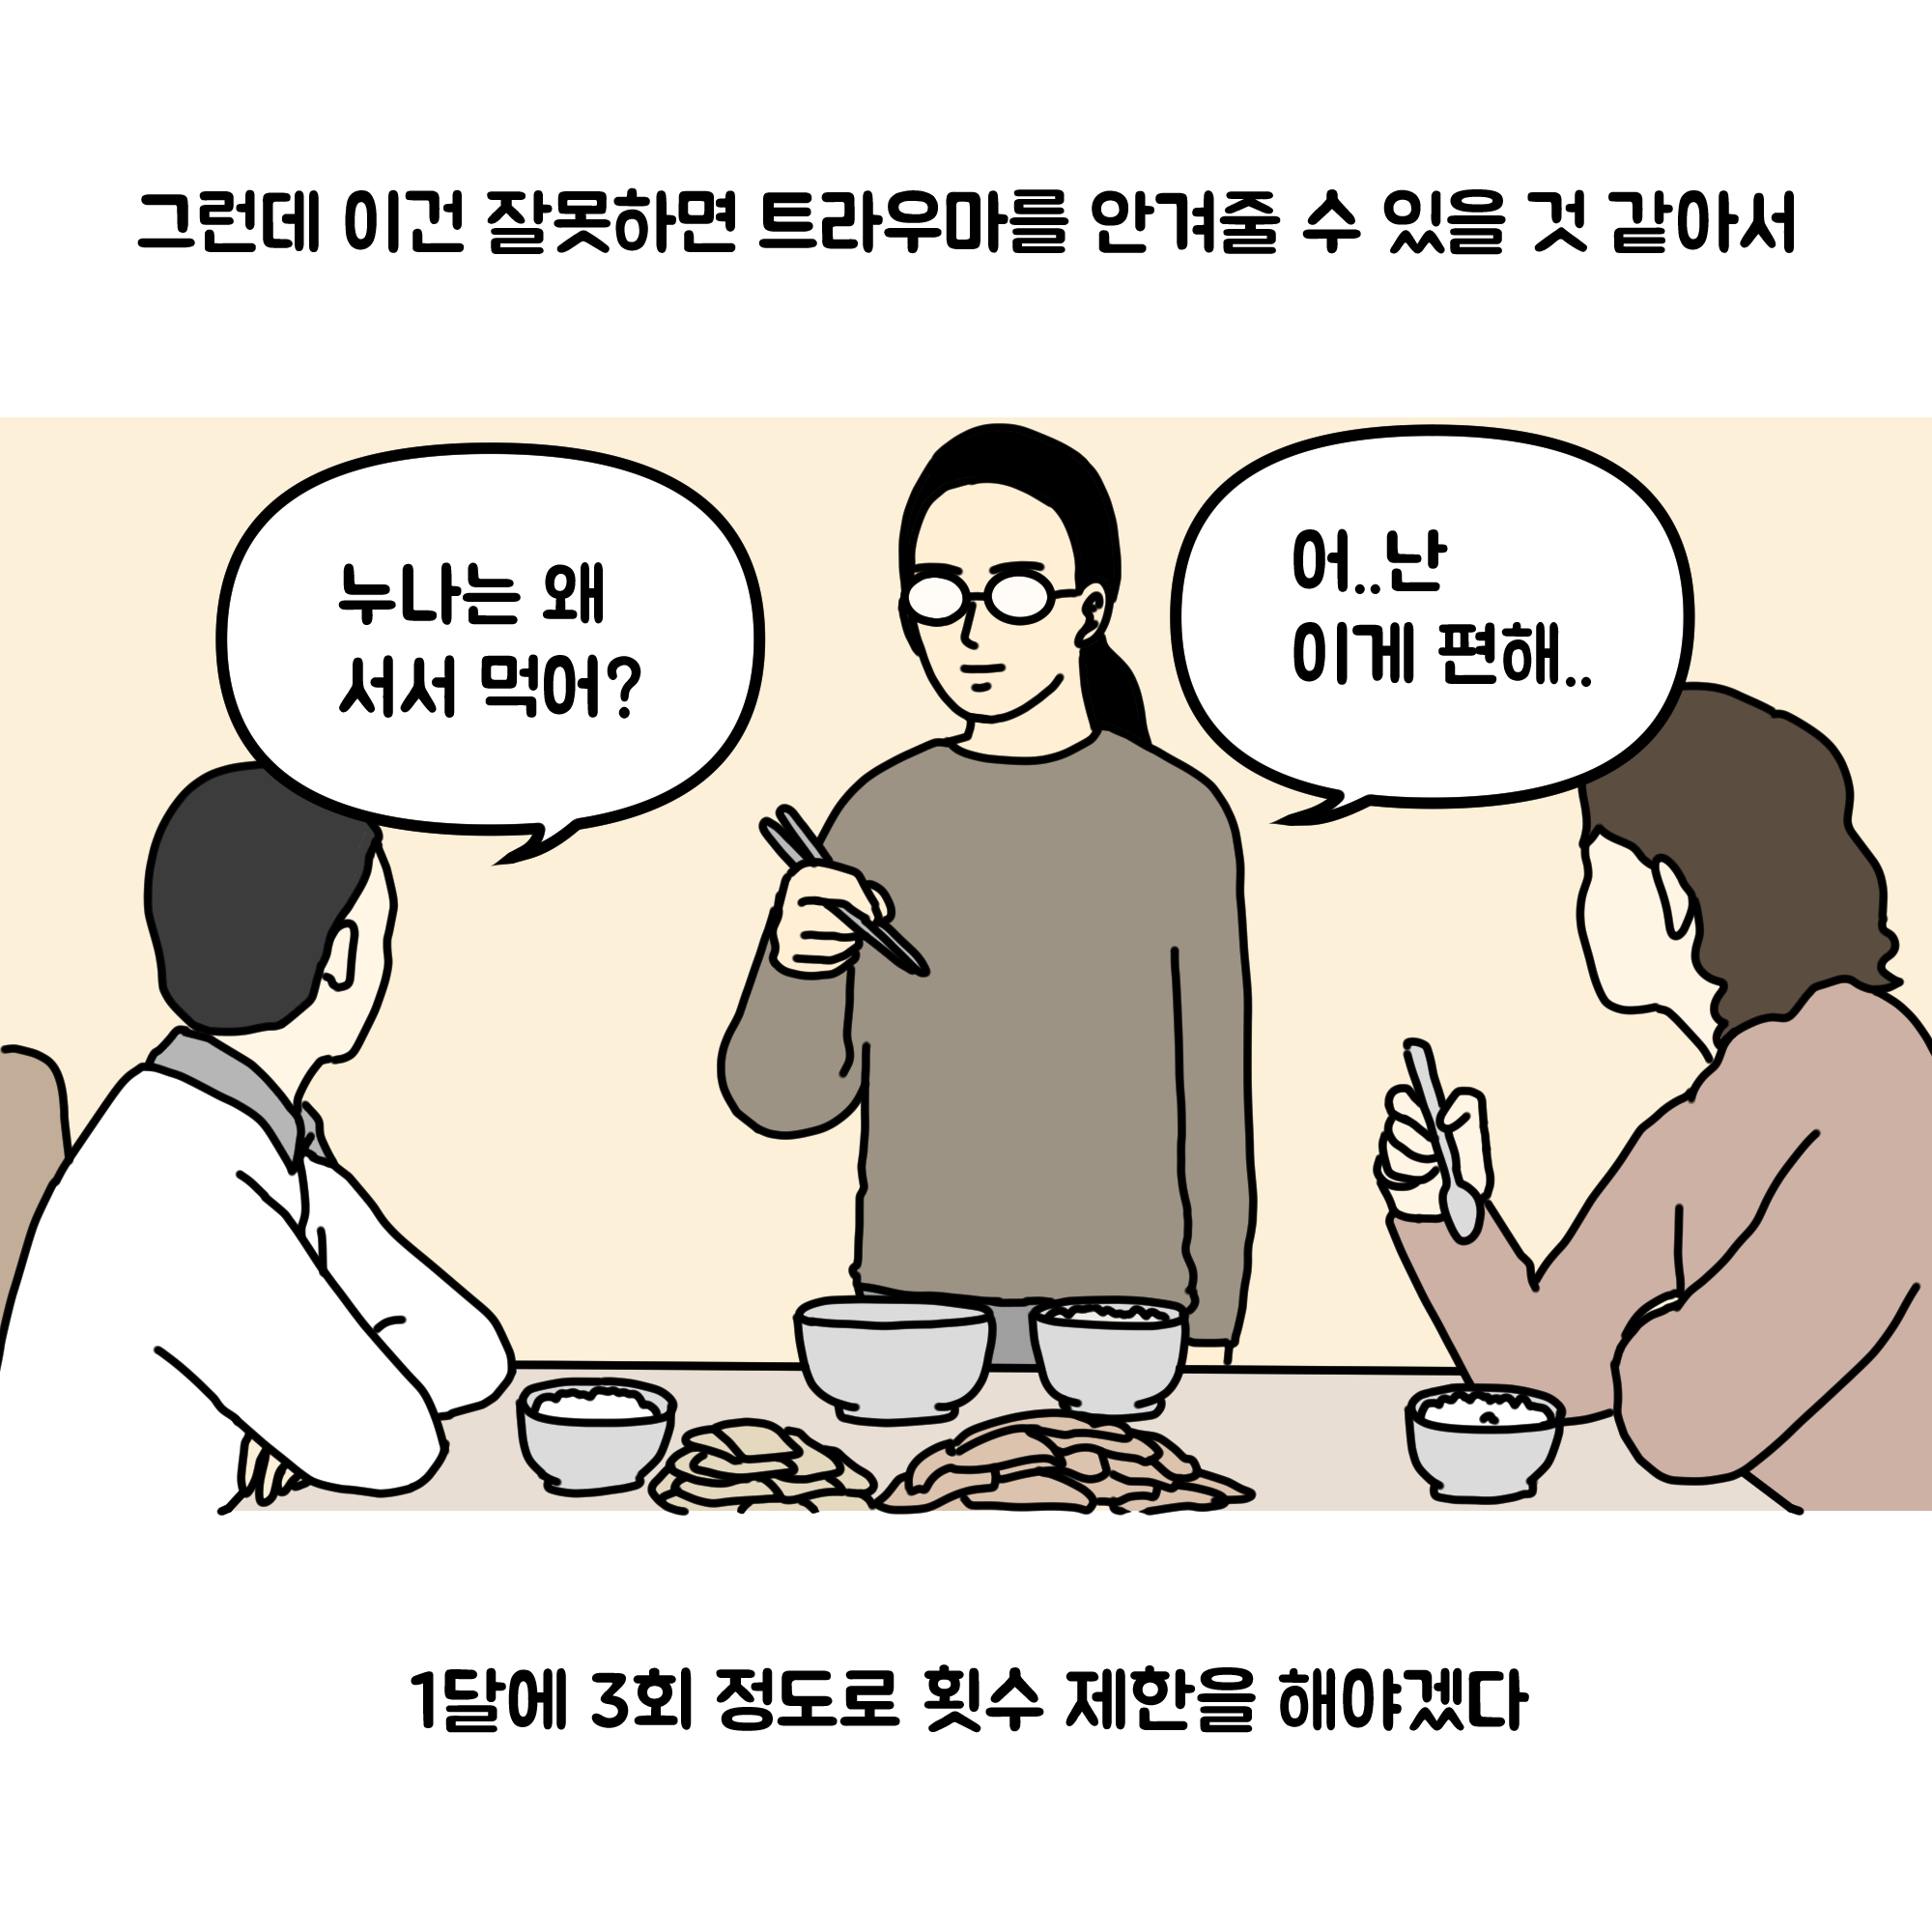 그런데 이건 잘못하면 트라우마를 안겨줄 수 있을 것 같아서
누나는 왜
서서 먹어?
어..난
이게 편해..
1달에 3회 정도로 횟수 제한을 해야겠다